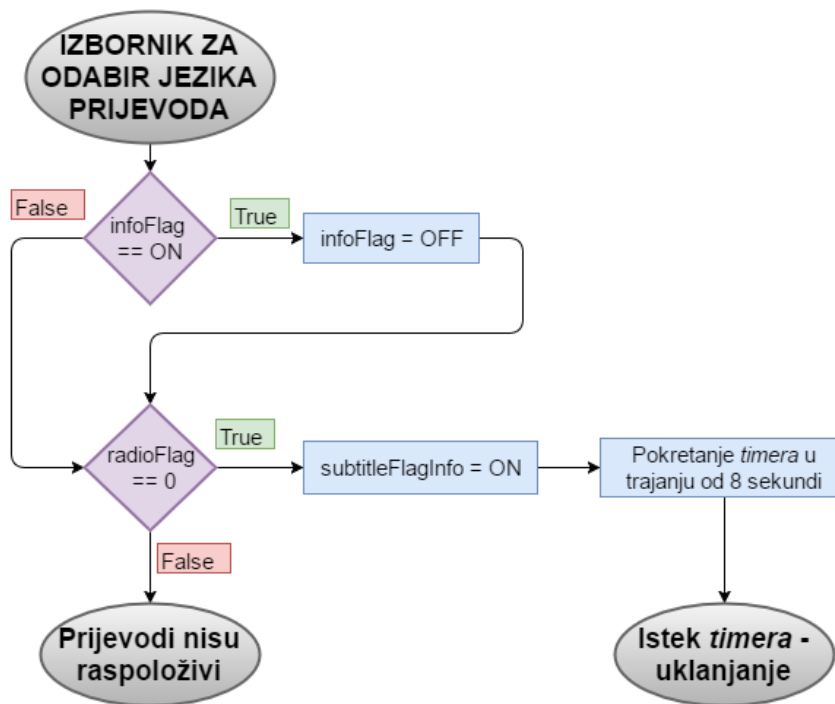 IZBORNIK ZA
ODABIR JEZIKA
PRIJEVODA
False
infoFlag
== ON
True
infoFlag = OFF
radioFlag
== 0
True
subtitleFlagInfo = ON
Pokretanje timera u
trajanju od 8 sekundi
False
Prijevodi nisu
raspoloživi
Istek timera -
uklanjanje